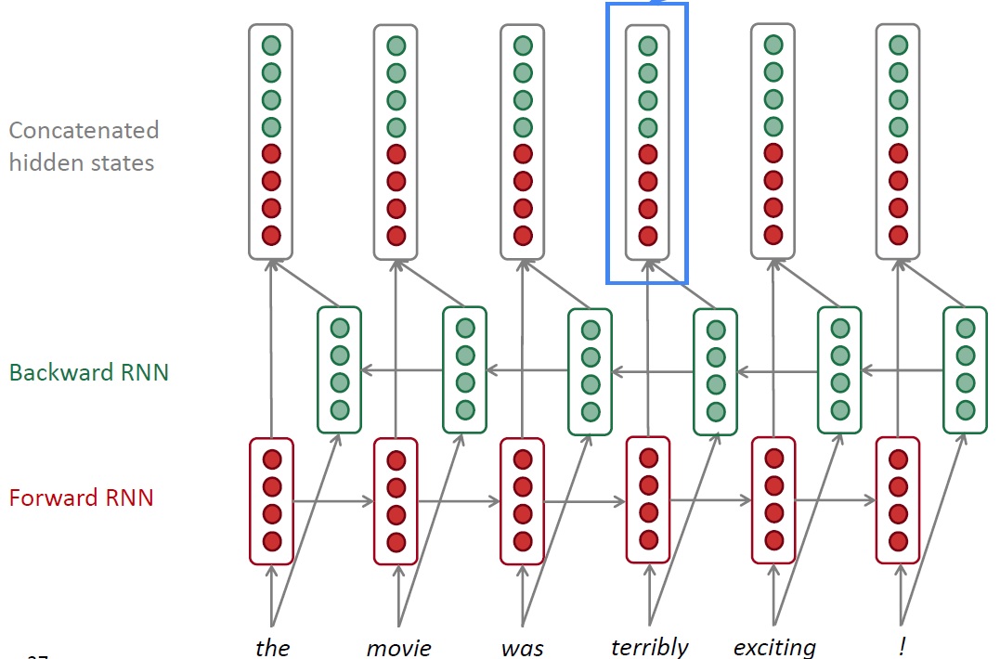 Concatenated
hidden states
Backward RNN
Forward RNN
the movie was terribly exciting !